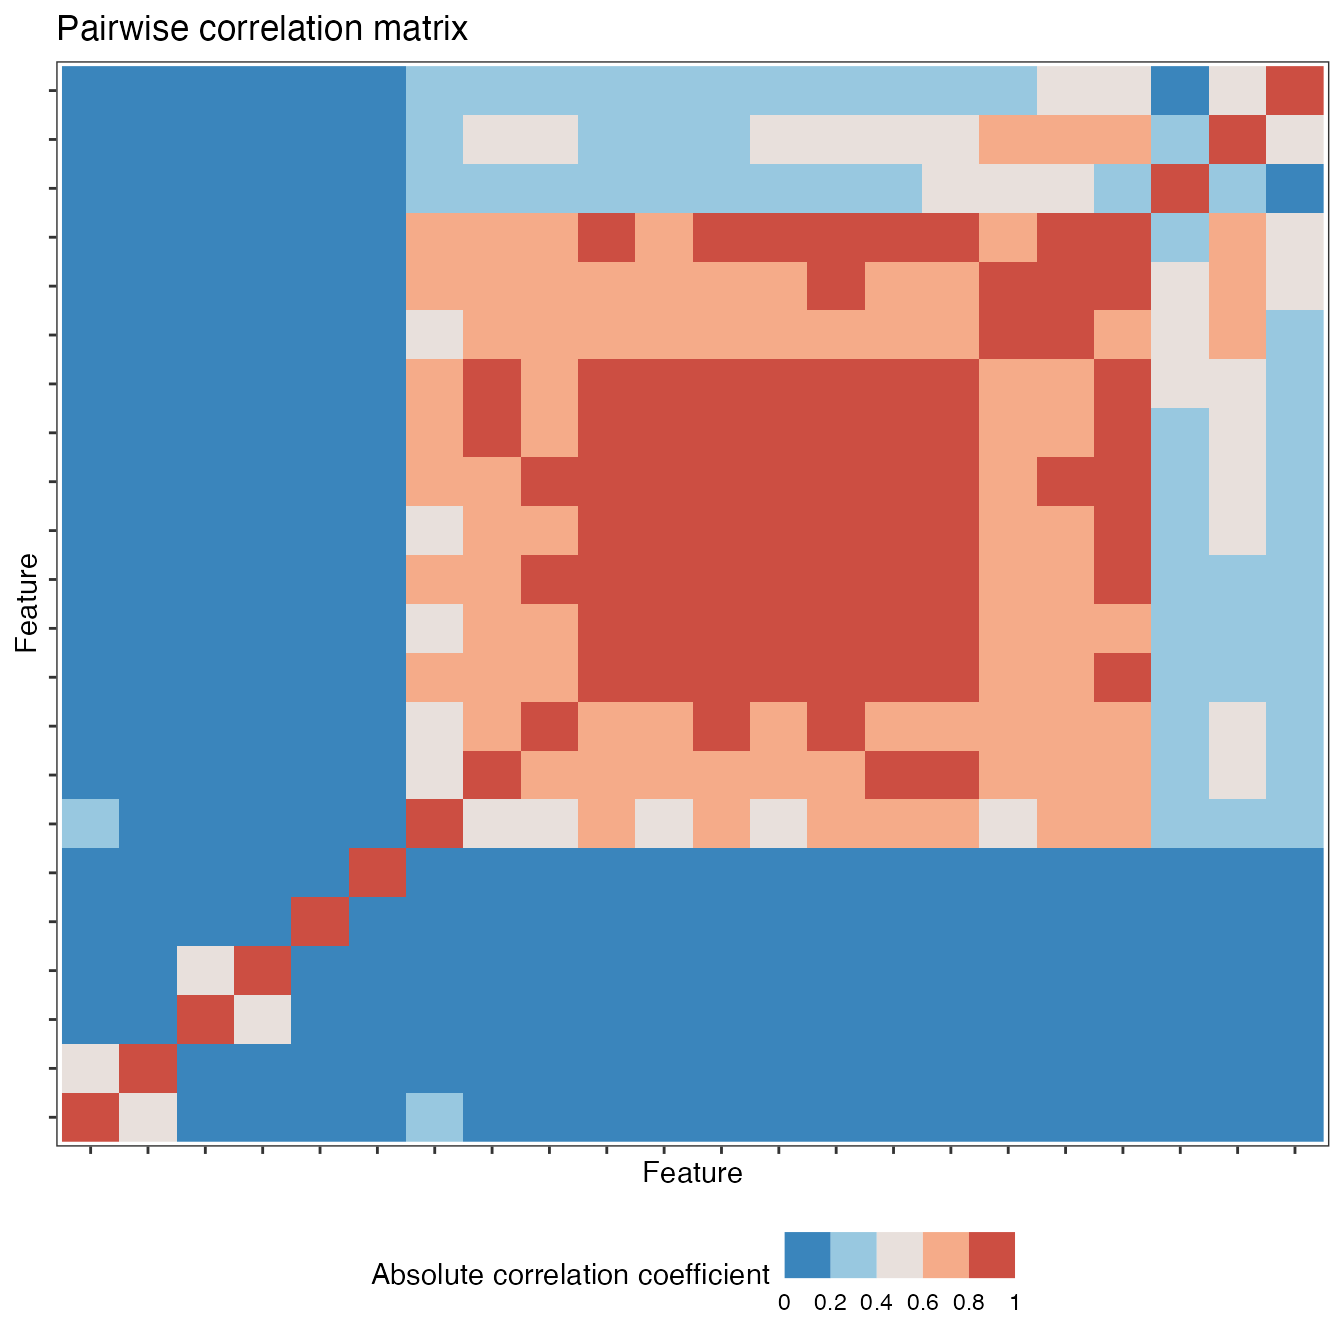 Pairwise correlation matrix
Feature
Feature
Absolute correlation coefficient
0 0.2 0.4 0.6 0.8 1